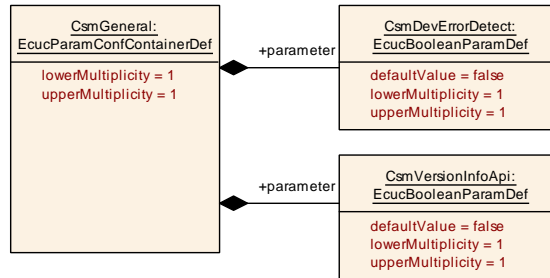 CsmGeneral:
EcucParamConfContainerDef
lowerMultiplicity = 1
upperMultiplicity = 1
+parameter
CsmDevErrorDetect:
EcucBooleanParamDef
defaultValue = false
lowerMultiplicity = 1
upperMultiplicity = 1
+parameter
CsmVersionInfoApi:
EcucBooleanParamDef
defaultValue = false
lowerMultiplicity = 1
upperMultiplicity = 1